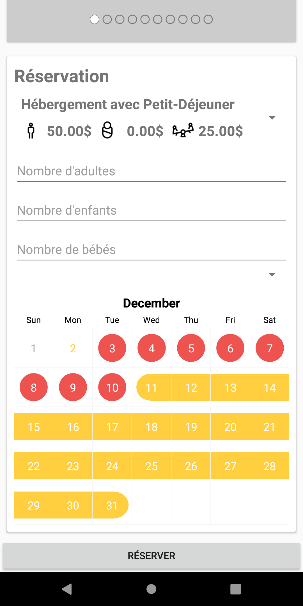 Réservation
Hébergement avec Petit-Déjeuner
50.00$ 0.00$ 25.00$
Nombre d'adultes
Nombre d'enfants
Nombre de bébés
December
Sun Mon Tue Wed Thu Fri Sat
1 2 3 4 5 6 7
8 9 10 11 12 13 14
15 16 17 18 19 20 21
22 23 24 25 26 27 28
29 30 31
RÉSERVER